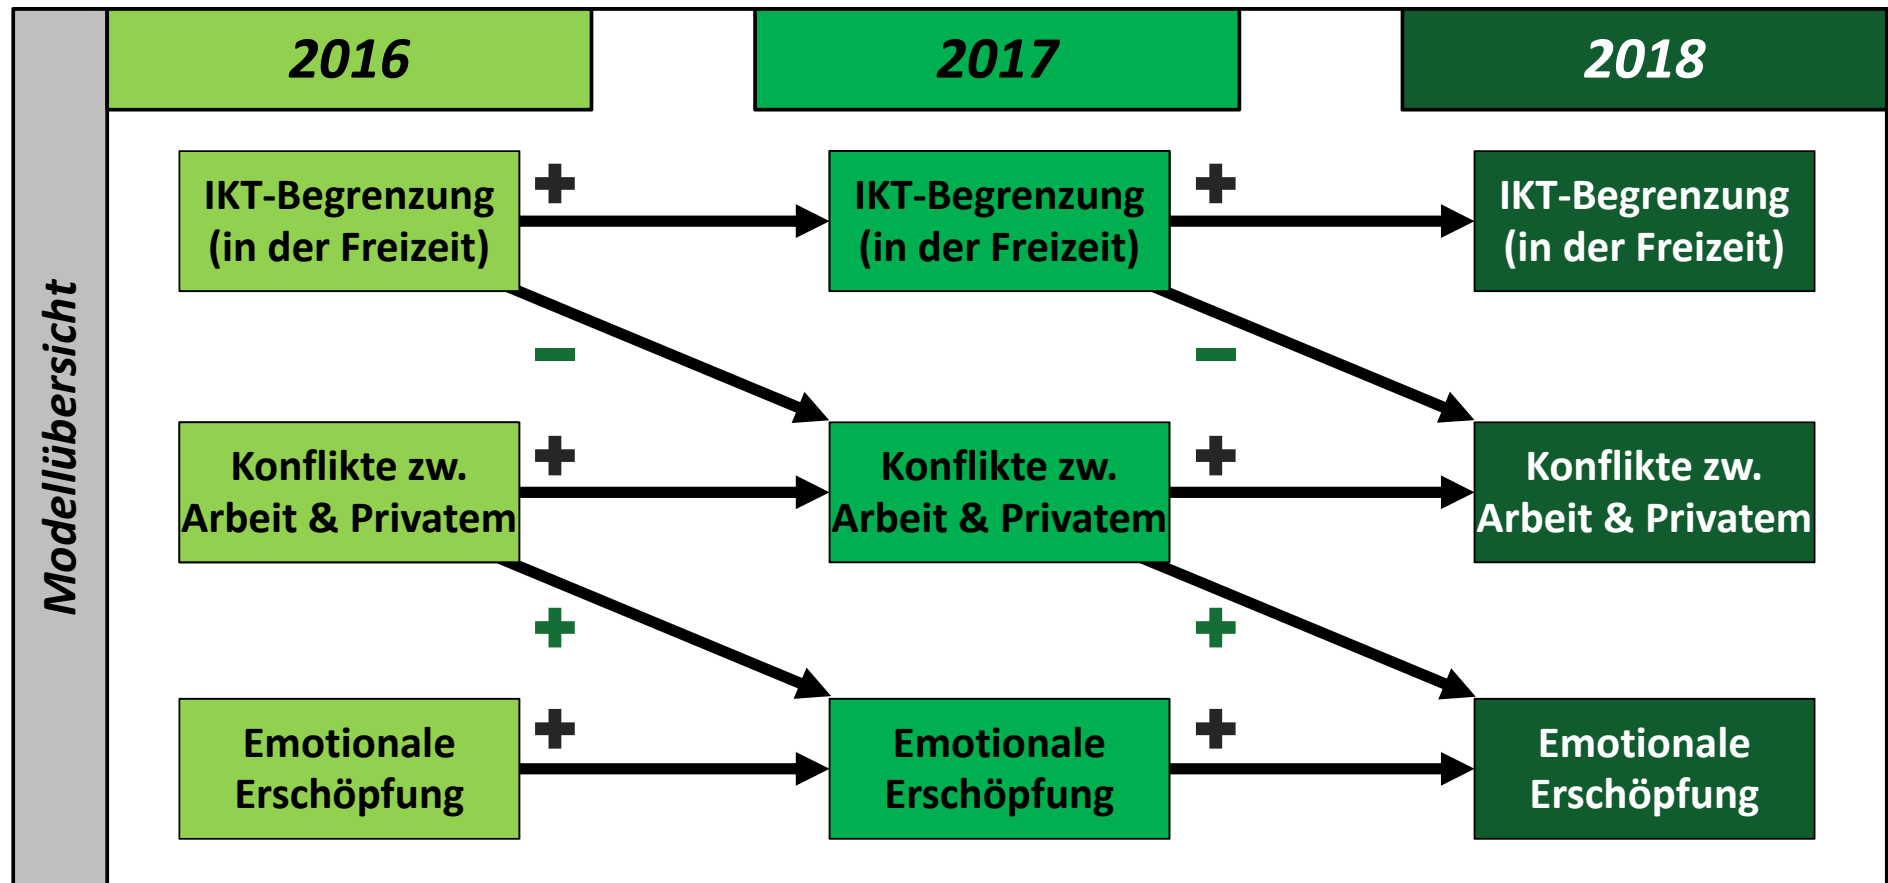 Modellübersicht
2016
2017
2018
IKT-Begrenzung
(in der Freizeit)
+
IKT-Begrenzung
(in der Freizeit)
+
IKT-Begrenzung
(in der Freizeit)
−
−
Konflikte zw.
Arbeit & Privatem
+
Konflikte zw.
Arbeit & Privatem
+
Konflikte zw.
Arbeit & Privatem
+
+
Emotionale
Erschöpfung
+
Emotionale
Erschöpfung
+
Emotionale
Erschöpfung